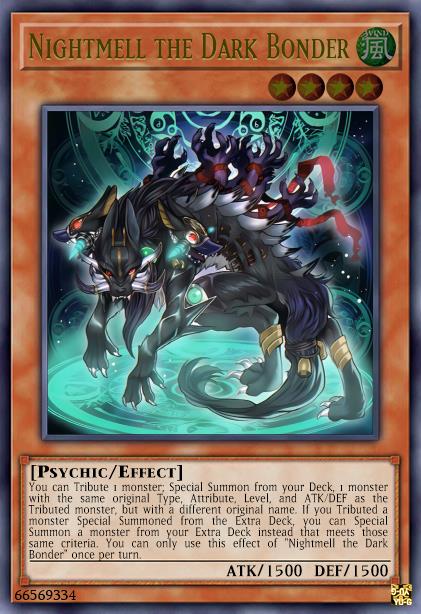 NIGHTMELL THE DARK BONDER
WIND
風
[PSYCHIC/EFFECT]
You can Tribute 1 monster; Special Summon from your Deck, 1 monster
with the same original Type, Attribute, Level, and ATK/DEF as the
Tributed monster, but with a different original name. If you Tributed a
monster Special Summoned from the Extra Deck, you can Special
Summon a monster from your Extra Deck instead that meets those
same criteria. You can only use this effect of "Nightmell the Dark
Bonder" once per turn.
ATK/1500 DEF/1500
66569334